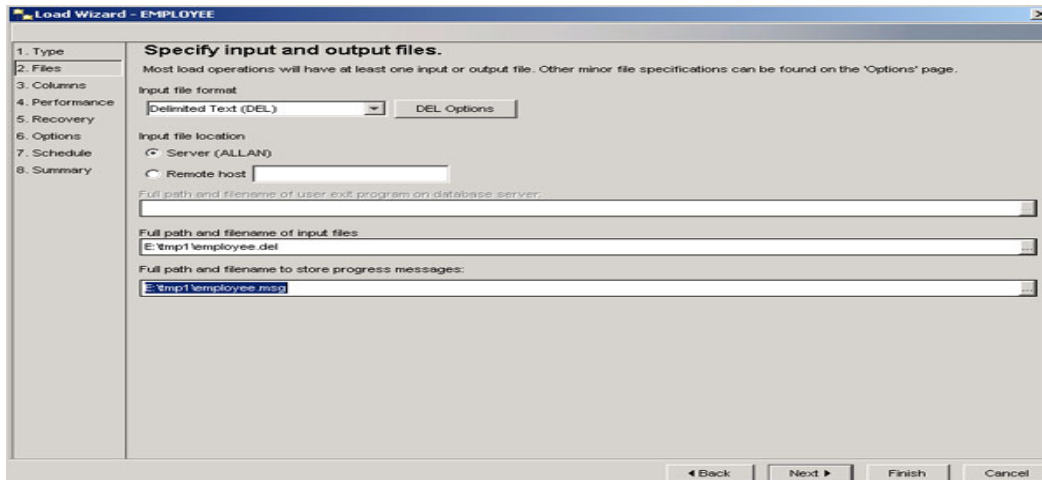 Load Wizard - EMPLOYEE
1. Type
2. Files
3. Columns
4. Performance
5. Recovery
6. Options
7. Schedule
8. Summary
Specify input and output files.
Most load operations will have at least one input or output file. Other minor file specifications can be found on the 'Options' page.
Input file format
Delimited Text (DEL)
DEL Options
Input file location
Server (ALLAN)
Remote host
Full path and filename of user exit program on database server:
...
Full path and filename of input files
E:\tmp1\employee.del
...
Full path and filename to store progress messages:
E:\tmp1\employee.msg
...
Back
Next
Finish
Cancel